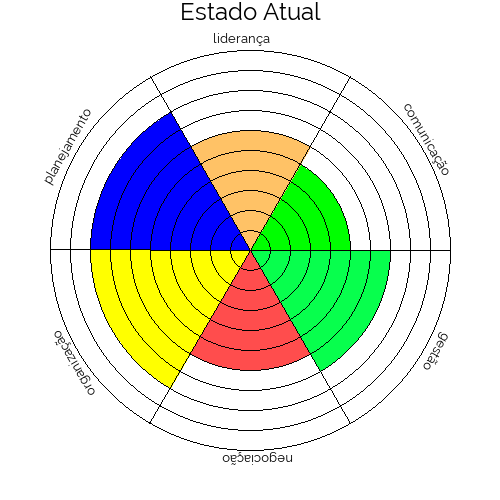 Estado Atual
liderança
comunicação
gestão
negociação
organização
planejamento